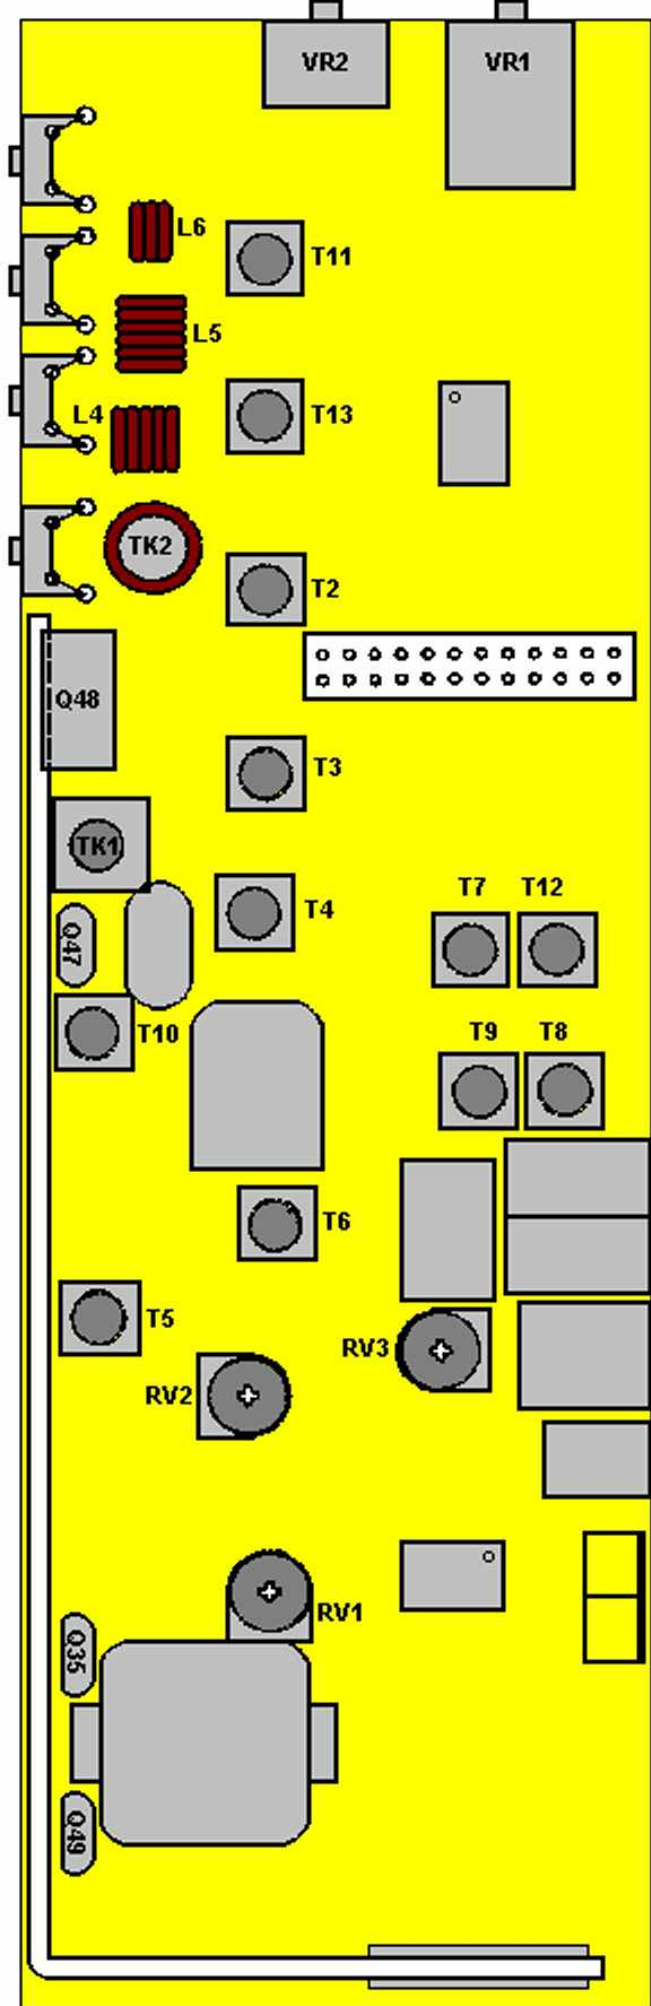 VR2 VR1
L6 T11
L5
L4 T13
TK2
T2
Q48
T3
TK1
T4
T7 T12
Q47
T10
T9 T8
T6
T5
RV3
RV2
RV1
Q35
Q49